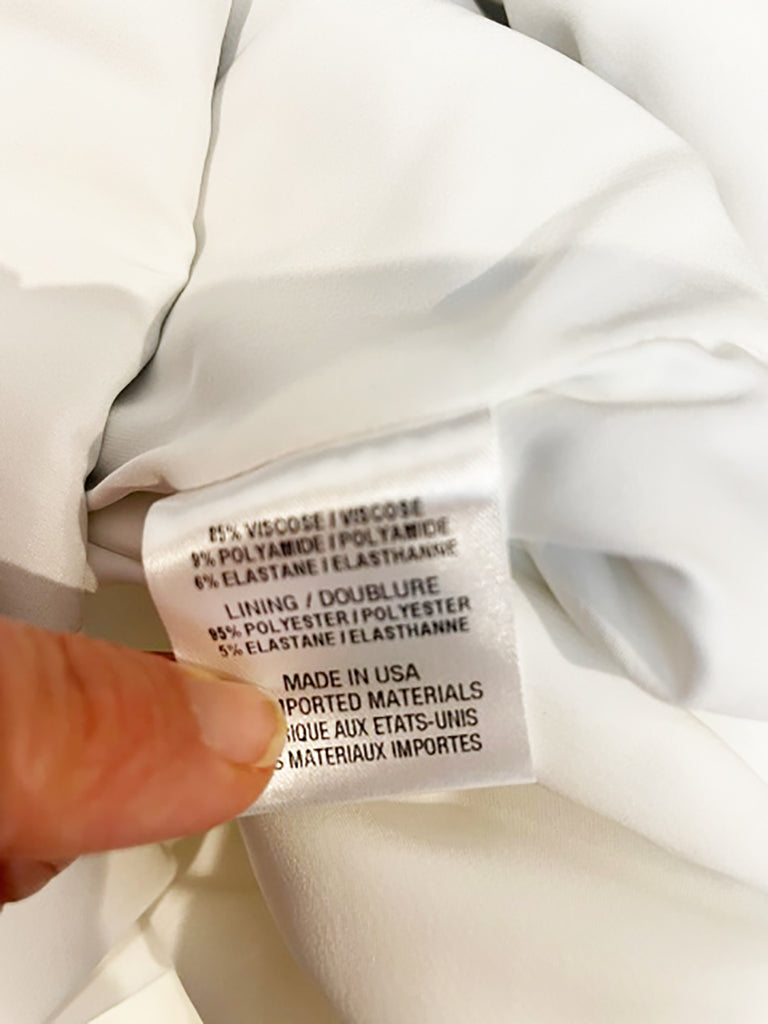 85% VISCOSE / VISCOSE
9% POLYAMIDE / POLYAMIDE
6% ELASTANE / ELASTHANNE
LINING / DOUBLURE
95% POLYESTER / POLYESTER
5% ELASTANE / ELASTHANNE
MADE IN USA
MATERIALS
AUX ETATS-UNIS
MATERIAUX IMPORTES